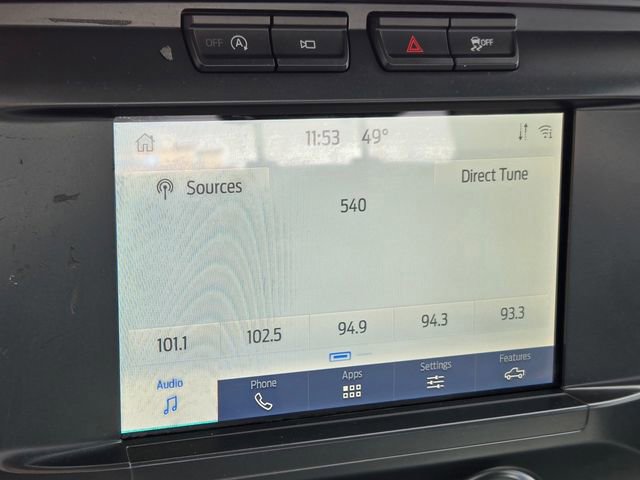 OFF A OFF
11:53 49°
Sources Direct Tune
540
101.1 102.5 94.9 94.3 93.3
Audio Phone Apps Settings Features